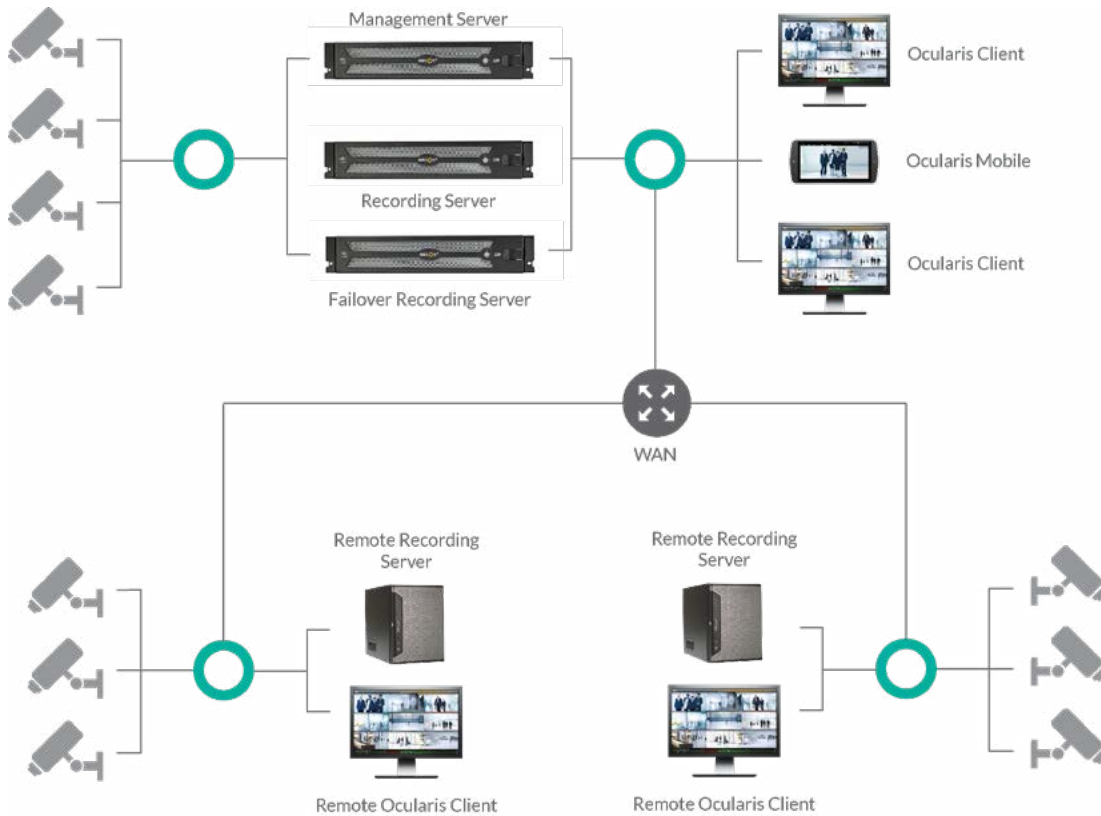 Management Server
Ocularis Client
Ocularis Mobile
Recording Server
Ocularis Client
Failover Recording Server
WAN
Remote Recording
Server
Remote Recording
Server
Remote Ocularis Client
Remote Ocularis Client